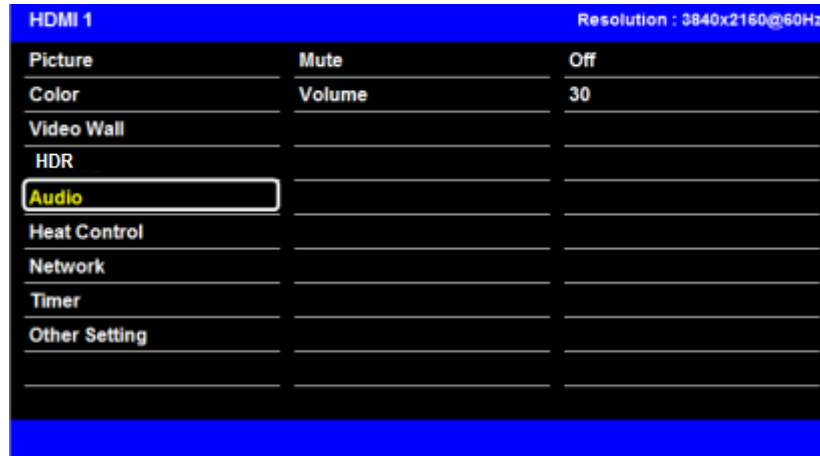 HDMI 1 Resolution : 3840x2160@60Hz
Picture Mute Off
Color Volume 30
Video Wall
HDR
Audio
Heat Control
Network
Timer
Other Setting